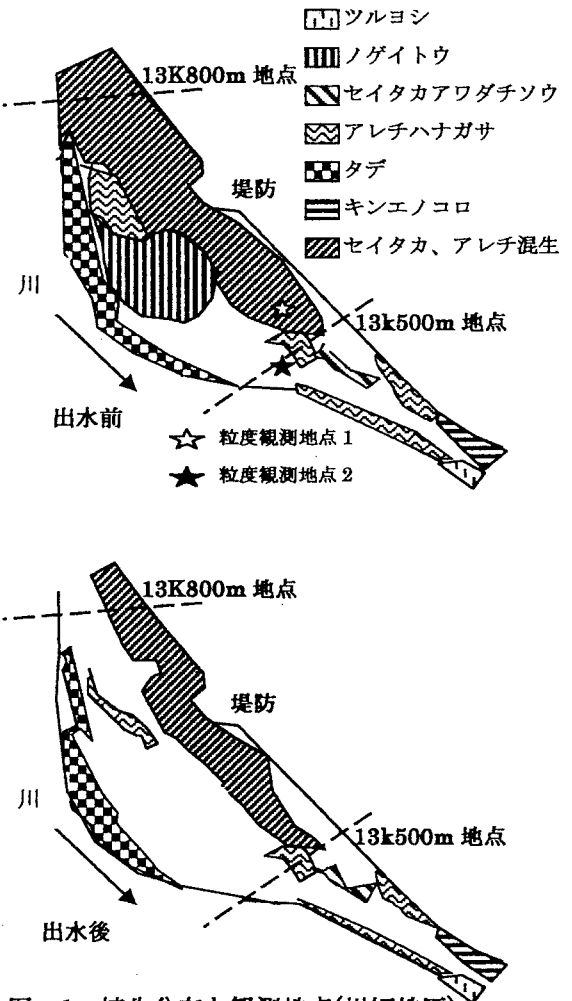 ツルヨシ
ノゲイトウ
セイタカアワダチソウ
アレチハナガサ
タデ
キンエノコロ
セイタカ、アレチ混生
13K800m 地点
堤防
川
13k500m 地点
出水前
粒度観測地点 1
粒度観測地点 2
13K800m 地点
堤防
川
13k500m 地点
出水後